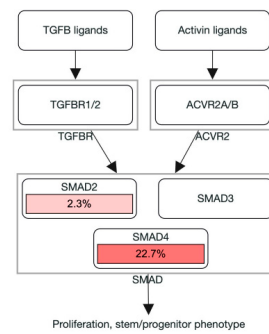 TGFB ligands
Activin ligands
TGFBR1/2
ACVR2A/B
TGFBR
ACVR2
SMAD2
2.3%
SMAD3
SMAD4
22.7%
SMAD
Proliferation, stem/progenitor phenotype